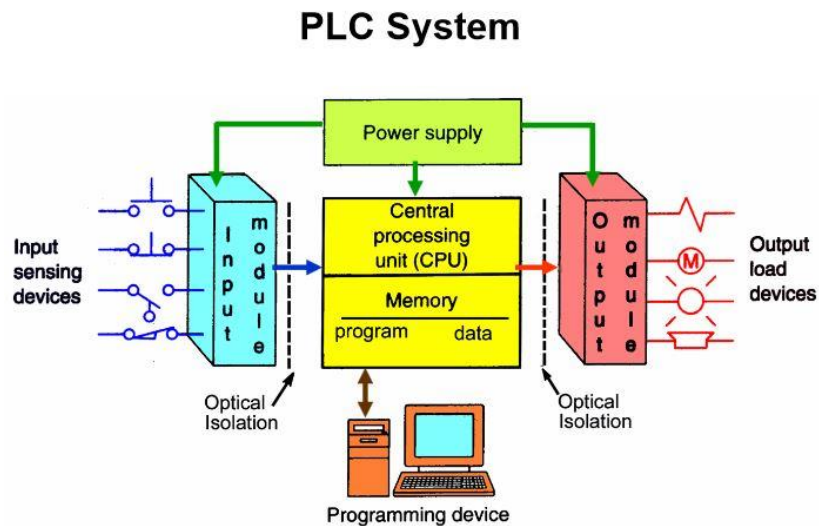 PLC System
Power supply
Input
module
Central
processing
unit (CPU)
Memory
program data
Output
module
Input
sensing
devices
Output
load
devices
M
Optical
Isolation
Optical
Isolation
Programming device